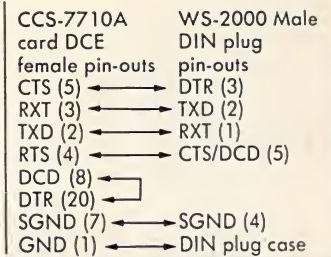 CCS-7710A WS-2000 Male
card DCE DIN plug
female pin-outs pin-outs
CTS (5) DTR (3)
RXT (3) TXD (2)
TXD (2) RXT (1)
RTS (4) CTS/DCD (5)
DCD (8)
DTR (20)
SGND (7) SGND (4)
GND (1) DIN plug case